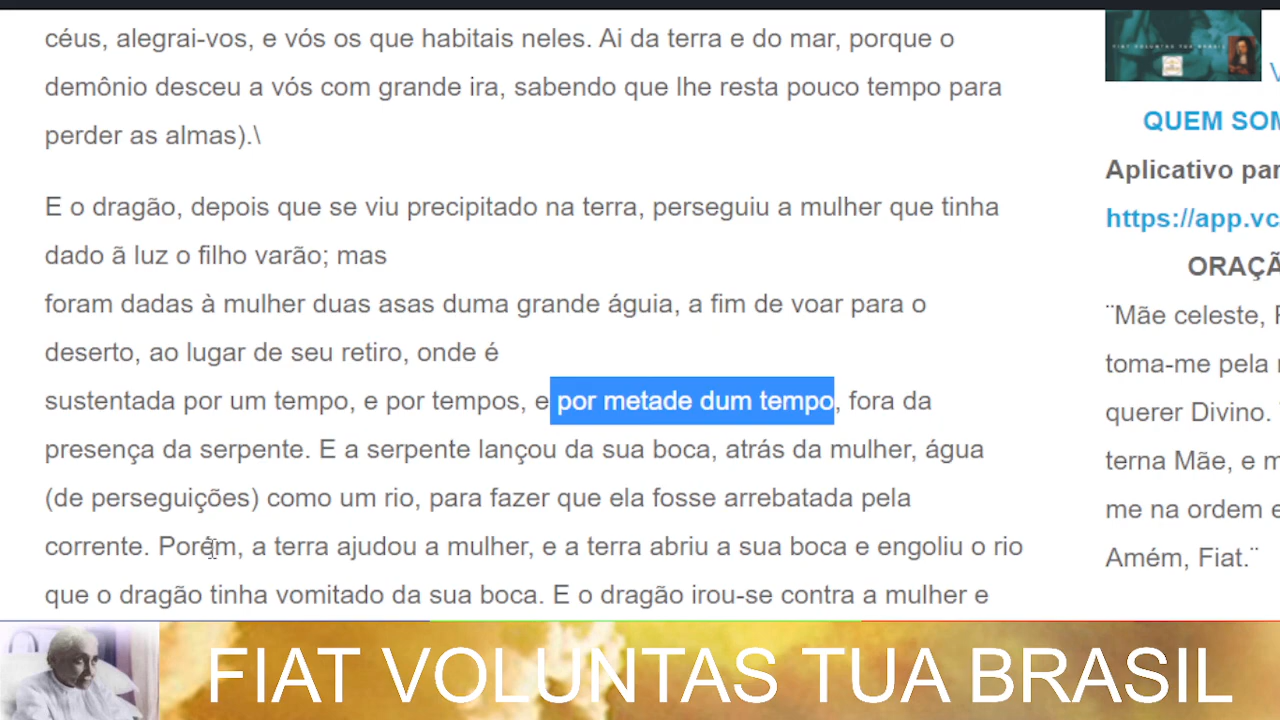 céus, alegrai-vos, e vós os que habitais neles. Ai da terra e do mar, porque o
demônio desceu a vós com grande ira, sabendo que lhe resta pouco tempo para
perder as almas).\
E o dragão, depois que se viu precipitado na terra, perseguiu a mulher que tinha
dado ã luz o filho varão; mas
foram dadas à mulher duas asas duma grande águia, a fim de voar para o
deserto, ao lugar de seu retiro, onde é
sustentada por um tempo, e por tempos, e por metade dum tempo, fora da
presença da serpente. E a serpente lançou da sua boca, atrás da mulher, água
(de perseguições) como um rio, para fazer que ela fosse arrebatada pela
corrente. Porém, a terra ajudou a mulher, e a terra abriu a sua boca e engoliu o rio
que o dragão tinha vomitado da sua boca. E o dragão irou-se contra a mulher e
FIAT VOLUNTAS TUA BRASIL
QUEM SOM
Aplicativo par
https://app.vc
ORAÇÃ
¨Mãe celeste,
toma-me pela
querer Divino.
terna Mãe, e
me na ordem e
Amém, Fiat.¨
FIAT VOLUNTAS TUA BRASIL